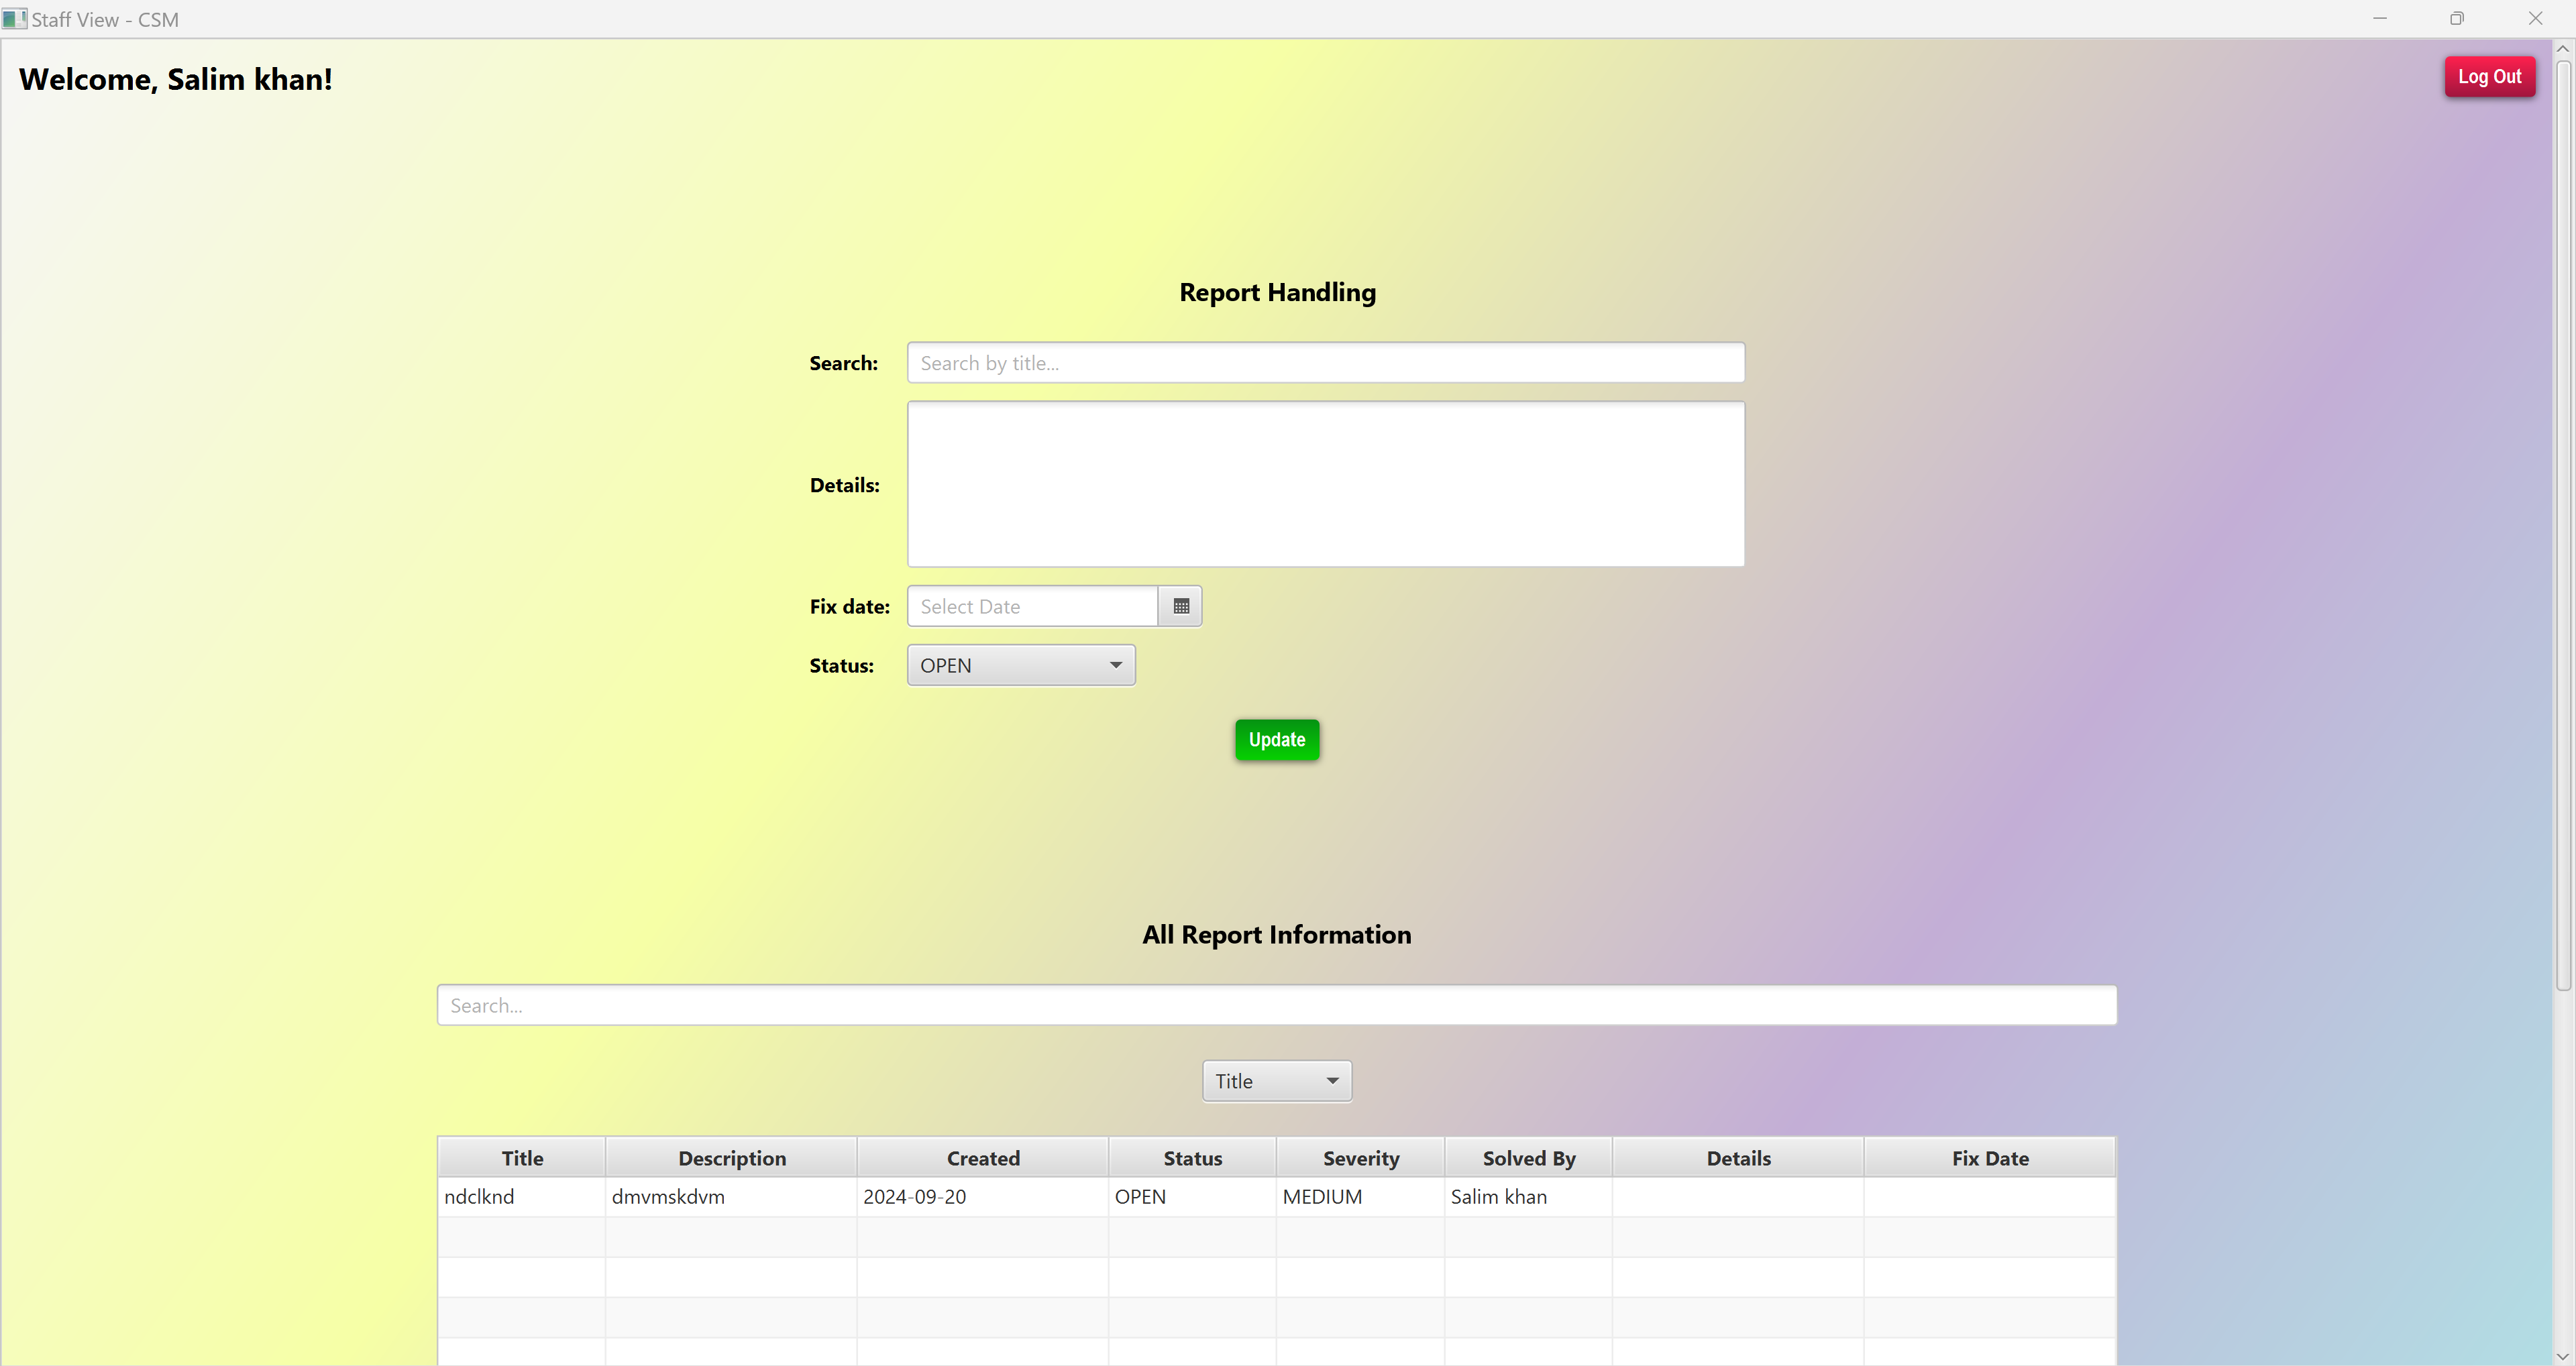 Staff View - CSM
Welcome, Salim khan!
Log Out
Report Handling
Search: Search by title...
Details:
Fix date: Select Date
Status: OPEN
Update
All Report Information
Search...
Title
Title Description Created Status Severity Solved By Details Fix Date
ndclknd dmvmskdvm 2024-09-20 OPEN MEDIUM Salim khan